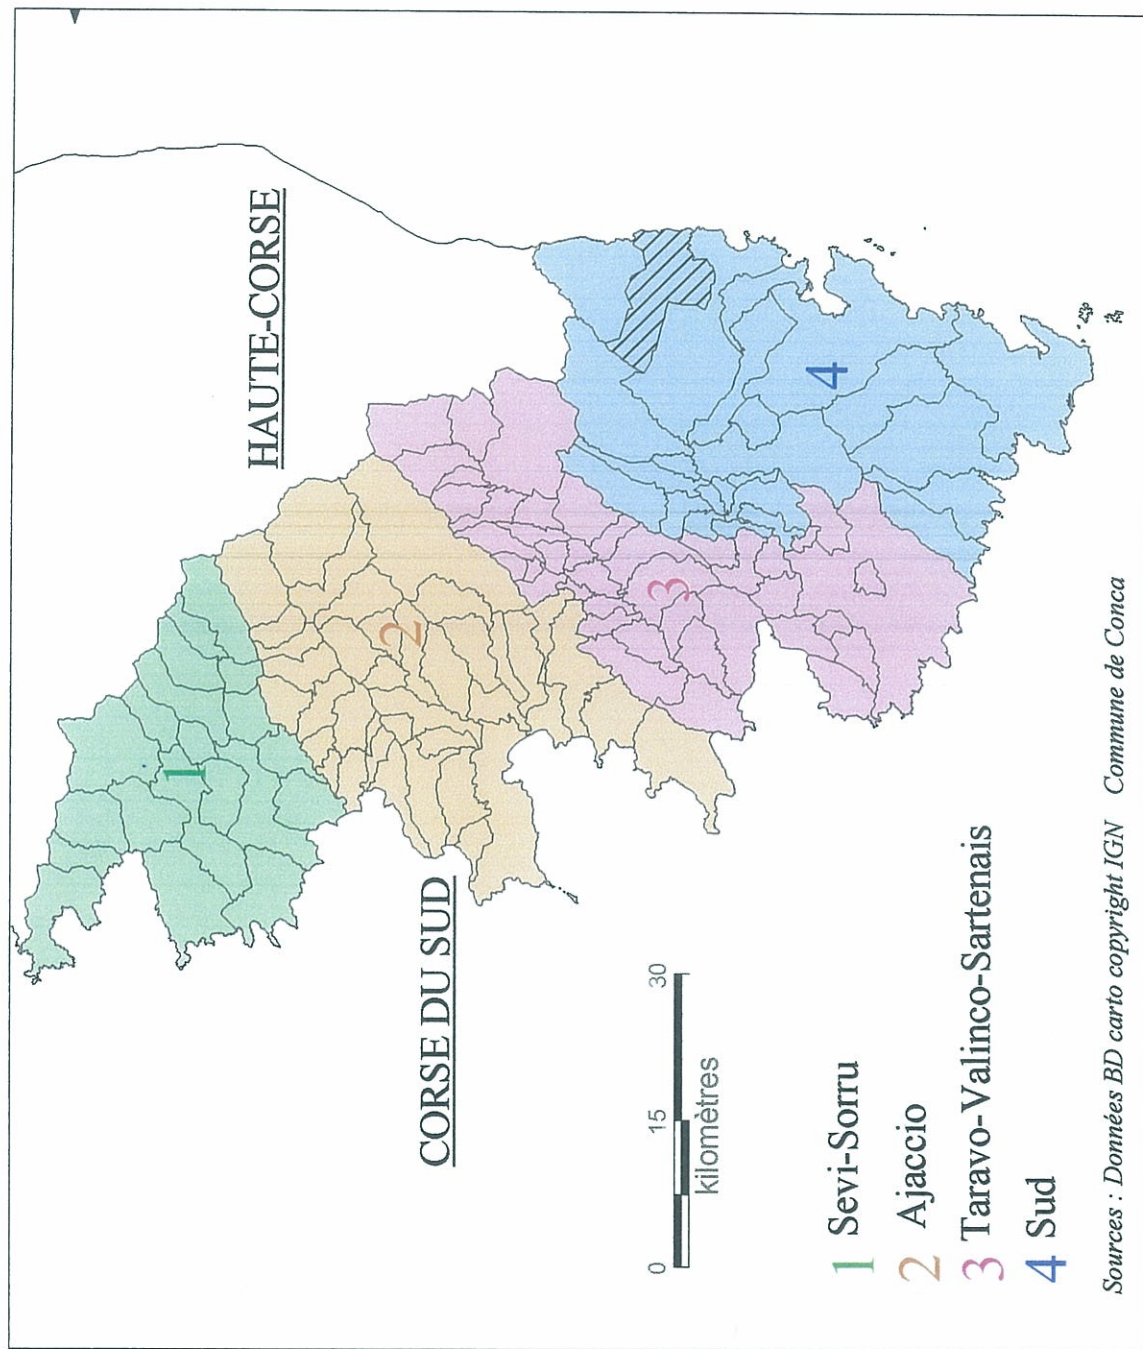 HAUTE-CORSE
CORSE DU SUD
1
2
3
4
0 15 30
kilomètres
1 Sevi-Sorru
2 Ajaccio
3 Taravo-Valinco-Sartenais
4 Sud
Sources : Données BD carto copyright IGN Commune de Conca